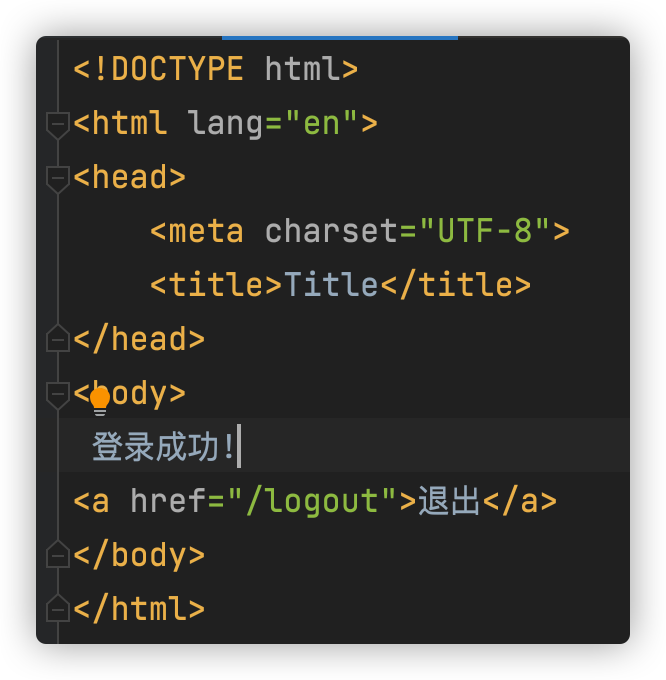 <!DOCTYPE html>
<html lang="en">
<head>
    <meta charset="UTF-8">
    <title>Title</title>
</head>
<body>
 登录成功!
<a href="/logout">退出</a>
</body>
</html>